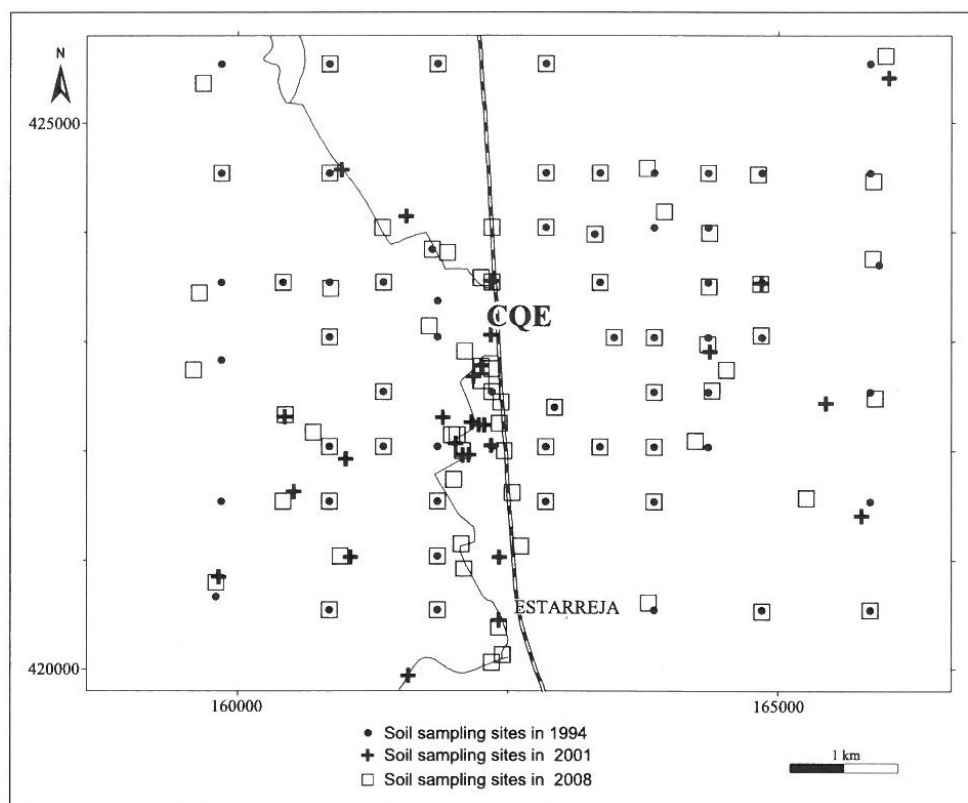 N
425000
CQE
ESTARREJA
420000
160000
165000
Soil sampling sites in 1994
Soil sampling sites in 2001
Soil sampling sites in 2008
1 km